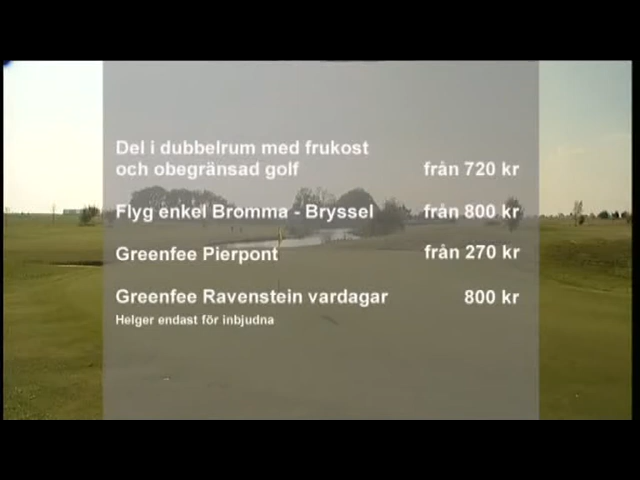 Del i dubbelrum med frukost
och obegränsad golf från 720 kr
Flyg enkel Bromma - Bryssel från 800 kr
Greenfee Pierpont från 270 kr
Greenfee Ravenstein vardagar 800 kr
Helger endast för inbjudna